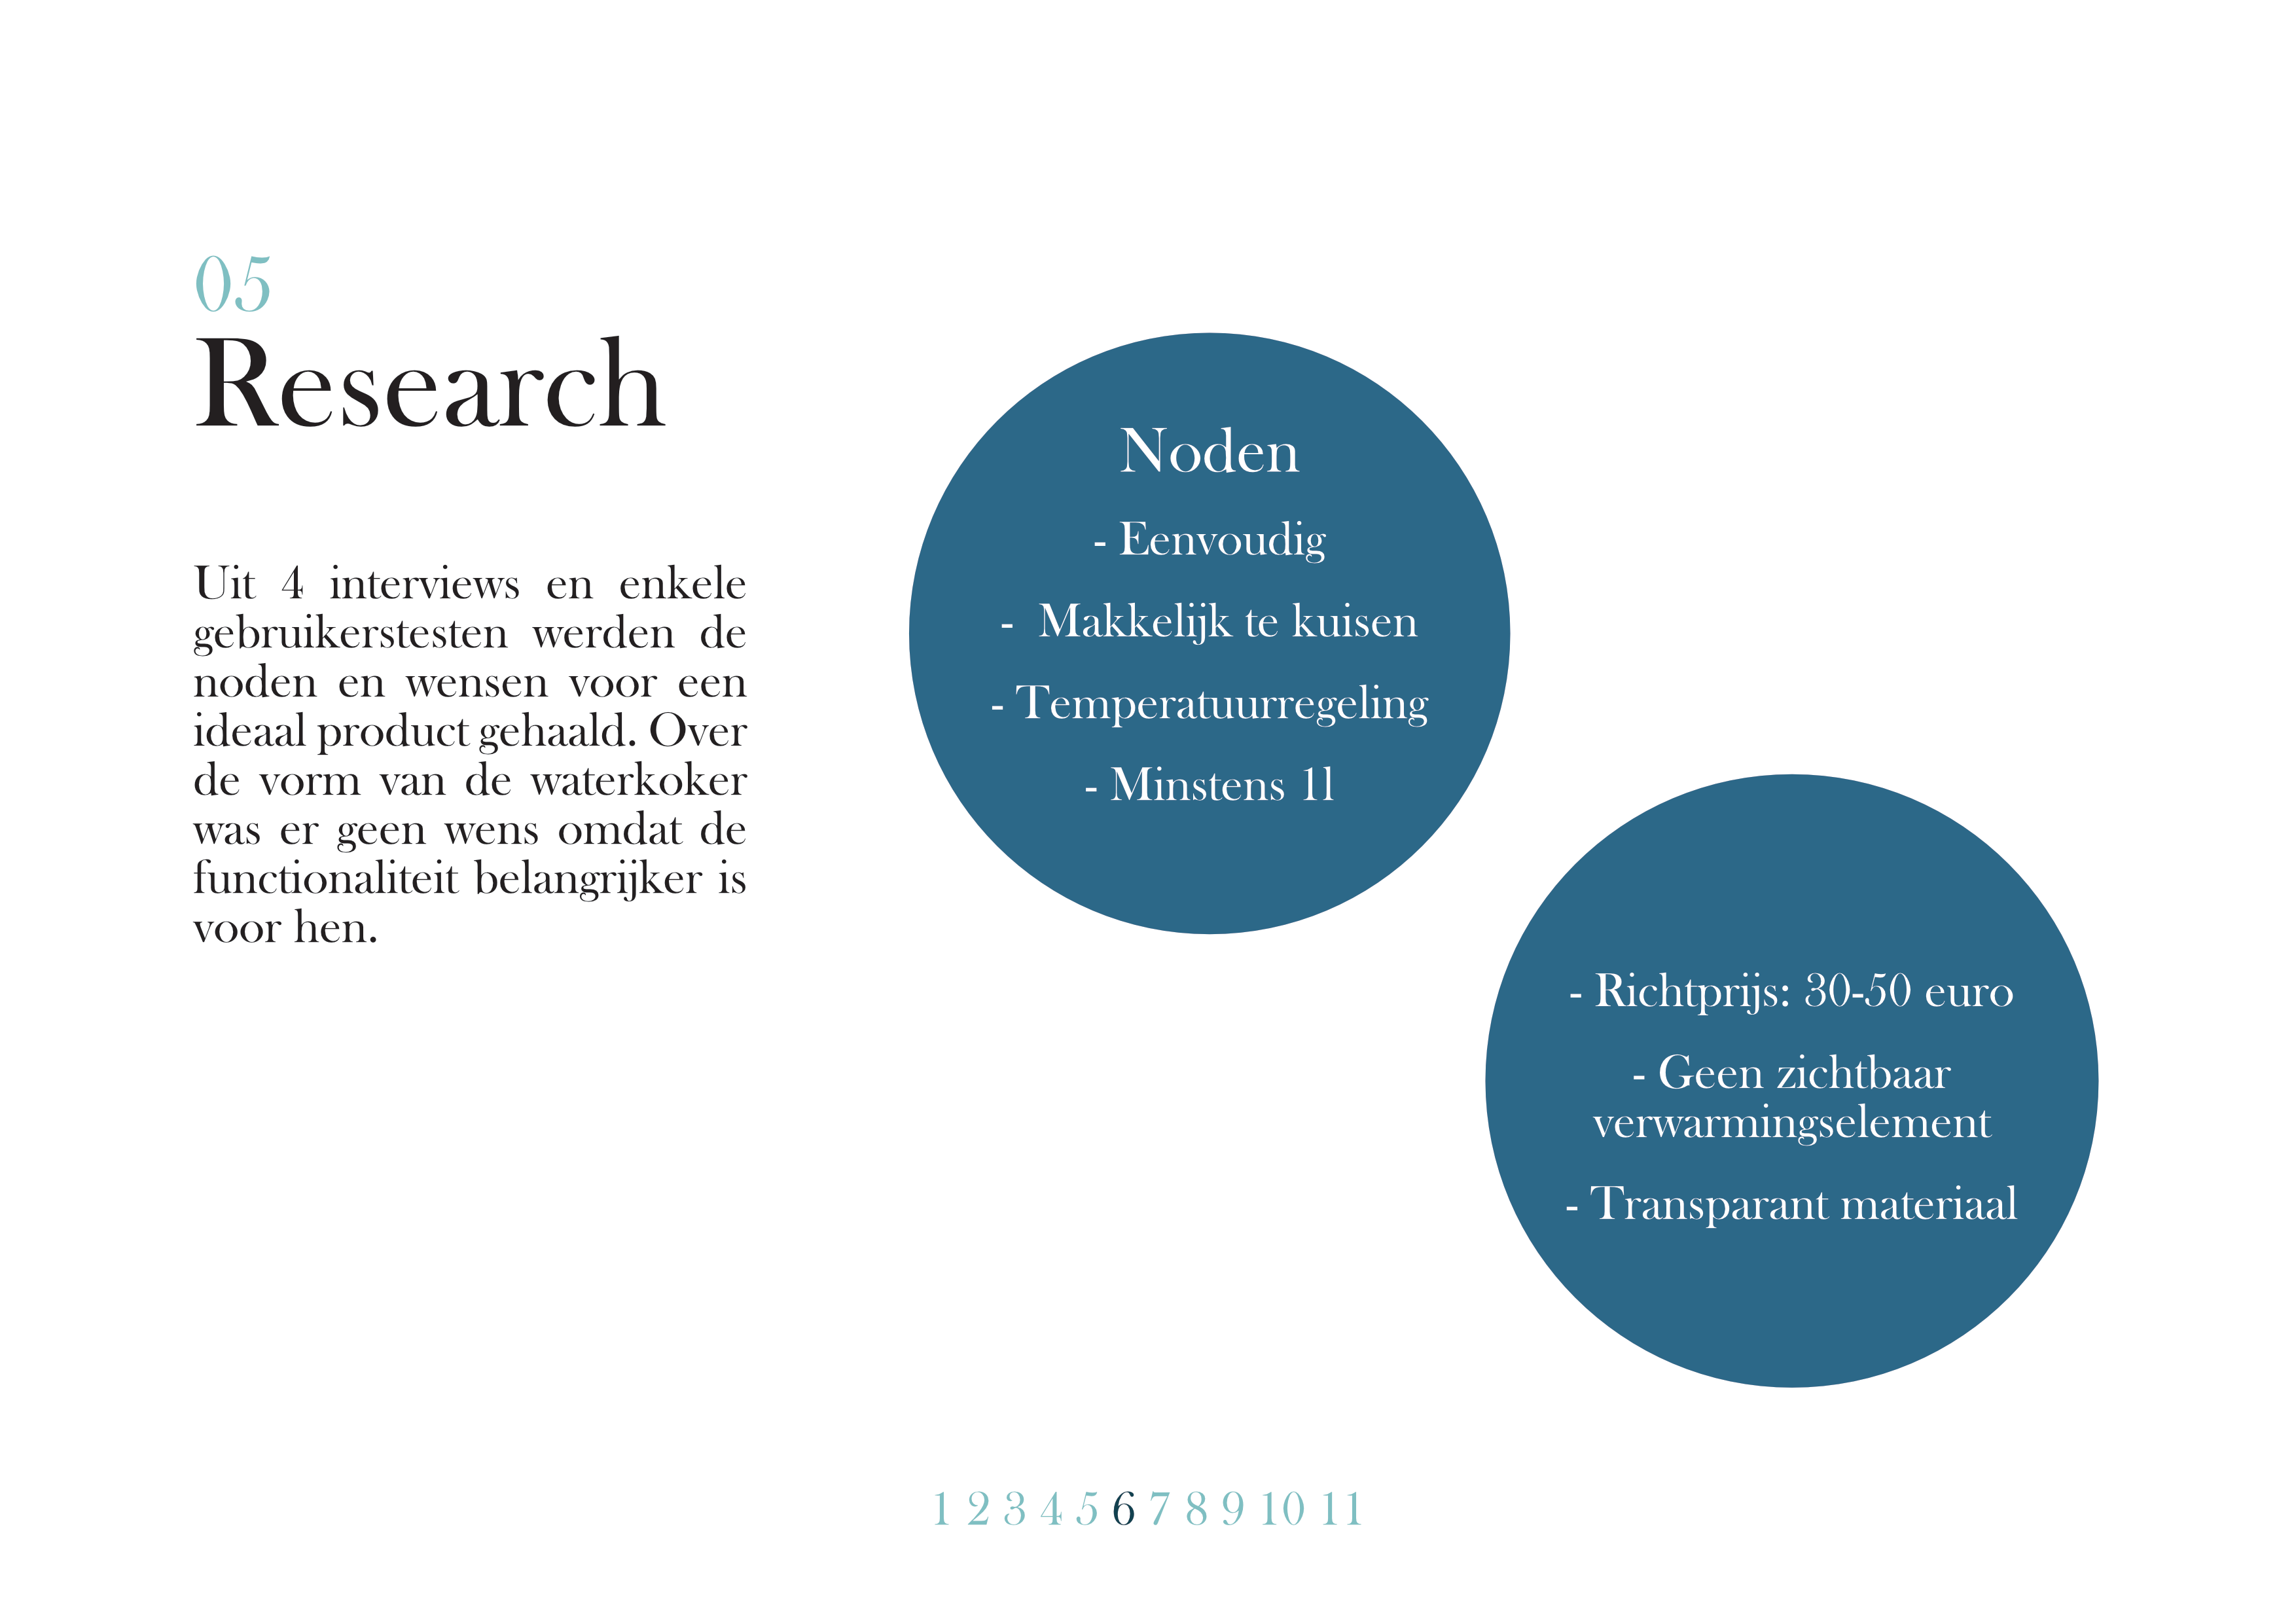 05
Research
Uit 4 interviews en enkele
gebruikerstesten werden de
noden en wensen voor een
ideaal product gehaald. Over
de vorm van de waterkoker
was er geen wens omdat de
functionaliteit belangrijker is
voor hen.
Noden
- Eenvoudig
- Makkelijk te kuisen
- Temperatuurregeling
- Minstens 1l
- Richtprijs: 30-50 euro
- Geen zichtbaar
verwarmingselement
- Transparant materiaal
1 2 3 4 5 6 7 8 9 10 11